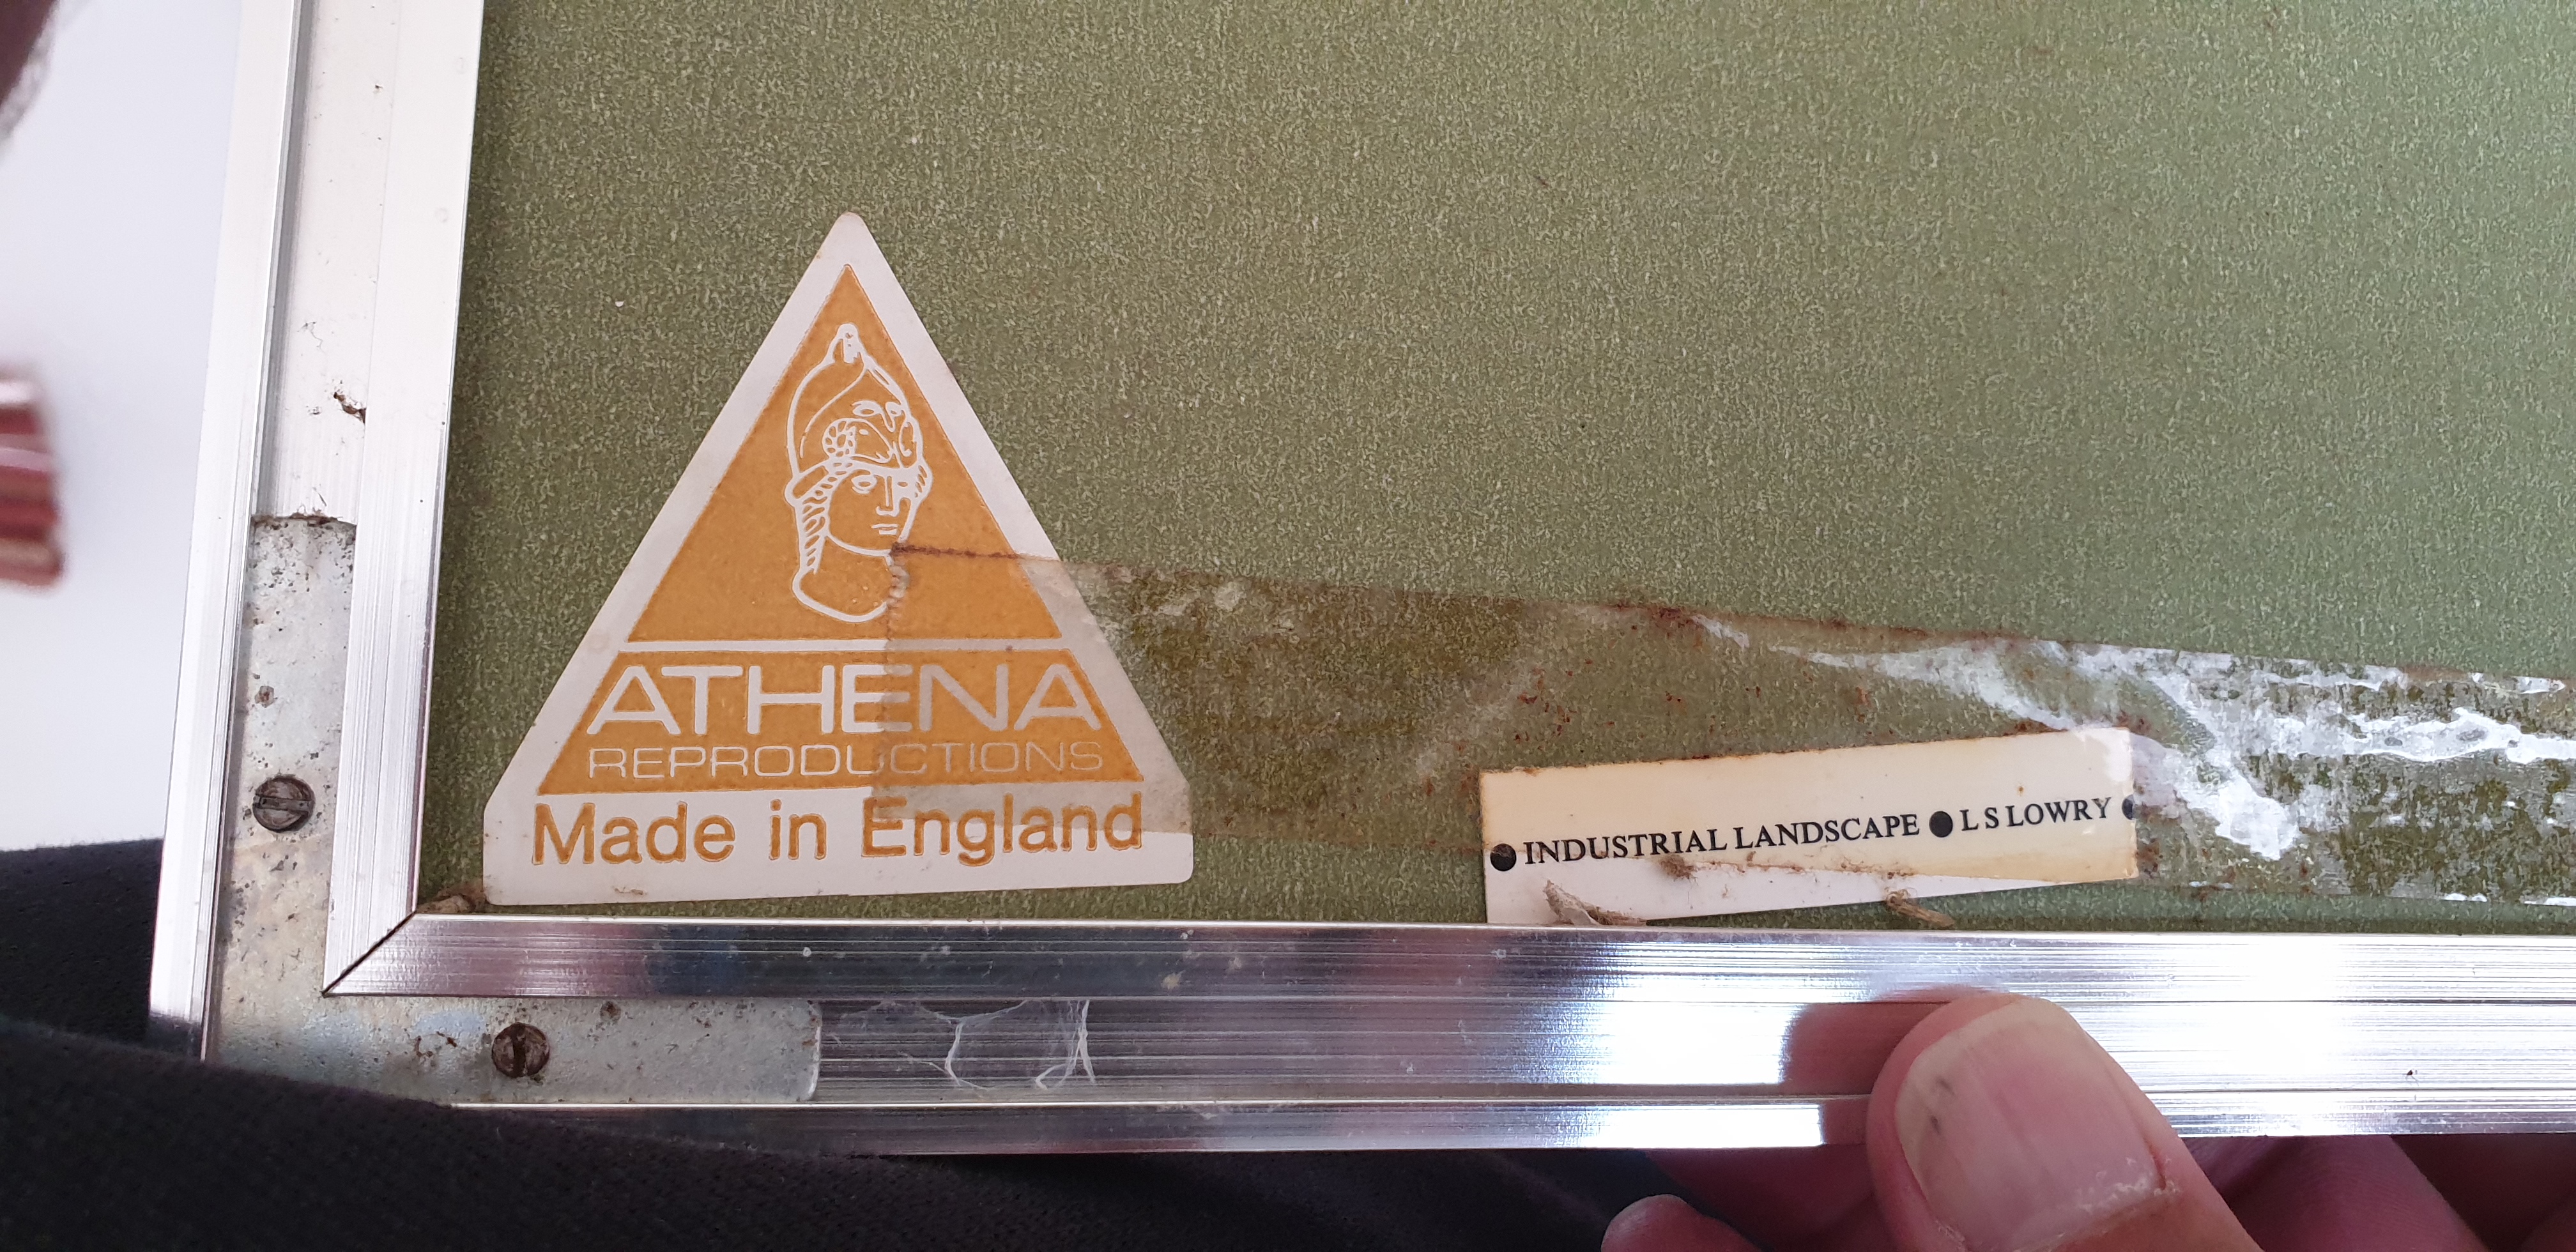 ATHENA
REPRODUCTIONS
Made in England
● INDUSTRIAL LANDSCAPE ● L S LOWRY ●